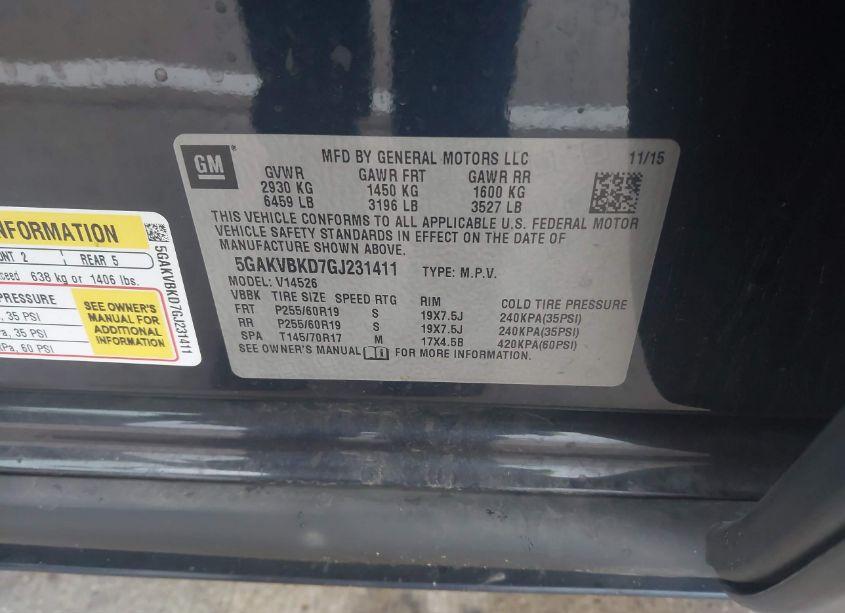 GM
MFD BY GENERAL MOTORS LLC 11/15
GVWR GAWR FRT GAWR RR
2930 KG 1450 KG 1600 KG
6459 LB 3196 LB 3527 LB
THIS VEHICLE CONFORMS TO ALL APPLICABLE U.S. FEDERAL MOTOR
VEHICLE SAFETY STANDARDS IN EFFECT ON THE DATE OF
MANUFACTURE SHOWN ABOVE.
5GAKVBKD7GJ231411 TYPE: M.P.V.
MODEL: V14526
VBBK TIRE SIZE SPEED RTG RIM COLD TIRE PRESSURE
FRT P255/60R19 S 19X7.5J 240KPA(35PSI)
RR P255/60R19 S 19X7.5J 240KPA(35PSI)
SPA T145/70R17 M 17X4.5B 420KPA(60PSI)
SEE OWNER'S MANUAL FOR MORE INFORMATION.
INFORMATION
ONT 2 REAR 5
ceed 638 kg or 1406 lbs.
PRESSURE
, 35 PSI
a, 35 PSI
Pa, 60 PSI
SEE OWNER'S
MANUAL FOR
ADDITIONAL
INFORMATION
5GAKVBKD7GJ231411